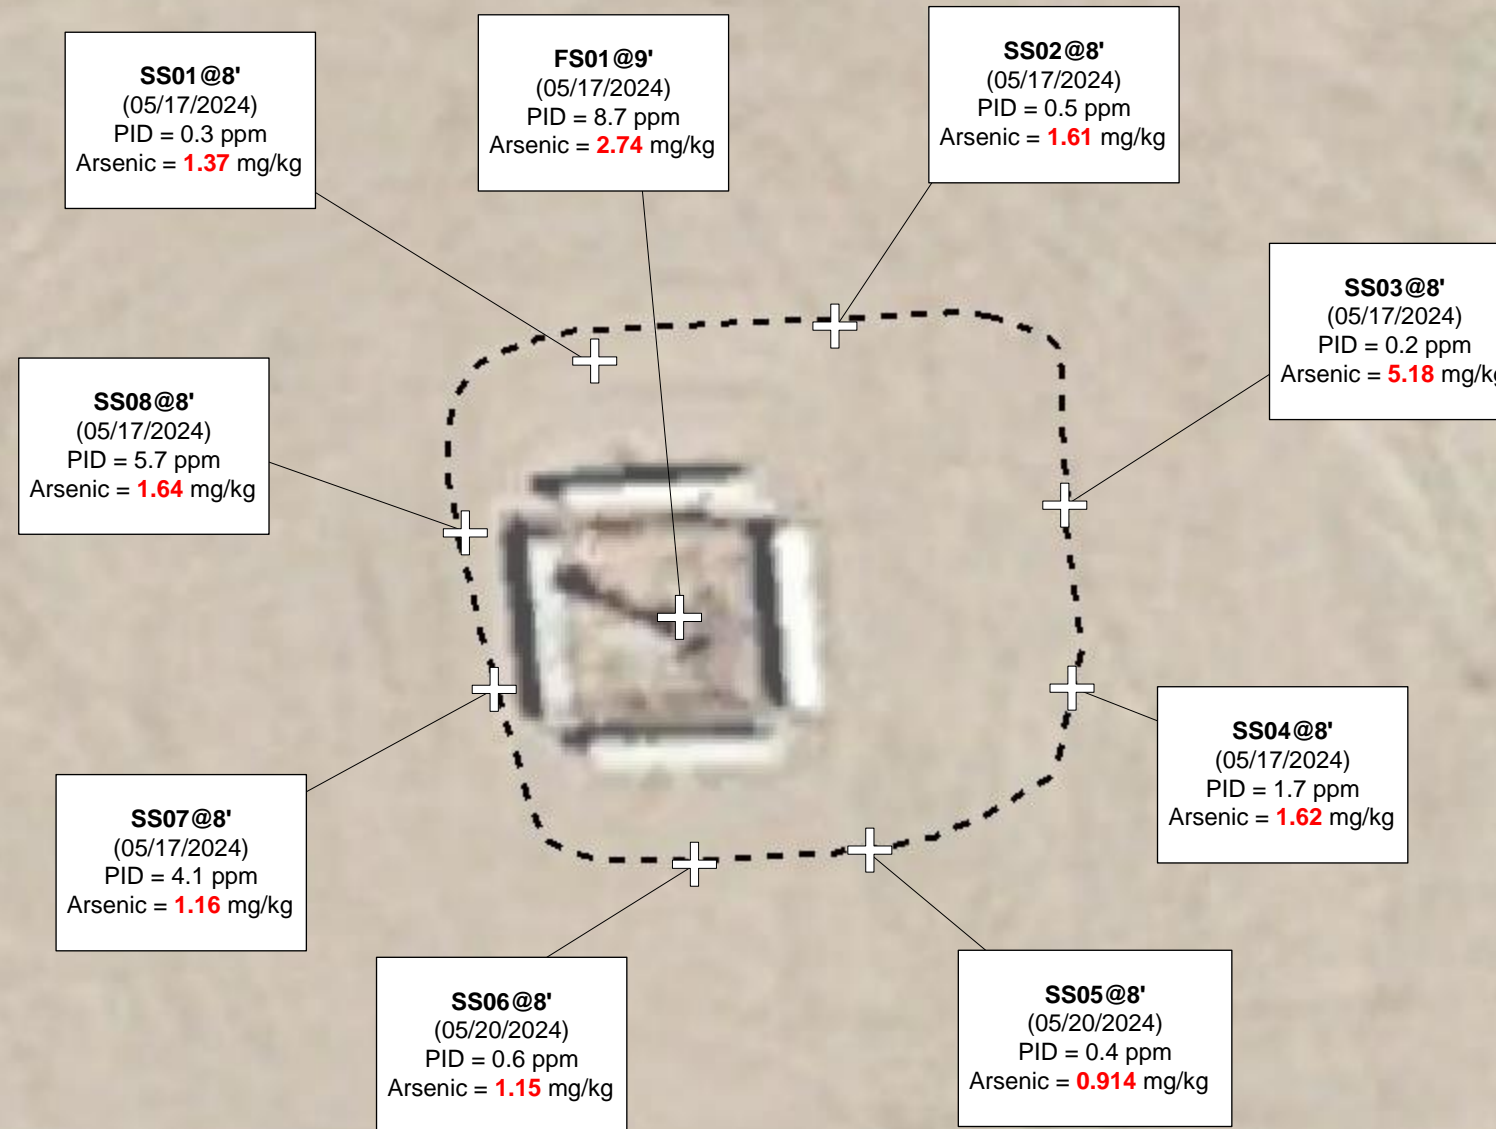 SS01@8'
(05/17/2024)
PID = 0.3 ppm
Arsenic = 1.37 mg/kg
FS01@9'
(05/17/2024)
PID = 8.7 ppm
Arsenic = 2.74 mg/kg
SS02@8'
(05/17/2024)
PID = 0.5 ppm
Arsenic = 1.61 mg/kg
SS03@8'
(05/17/2024)
PID = 0.2 ppm
Arsenic = 5.18 mg/kg
SS08@8'
(05/17/2024)
PID = 5.7 ppm
Arsenic = 1.64 mg/kg
SS04@8'
(05/17/2024)
PID = 1.7 ppm
Arsenic = 1.62 mg/kg
SS07@8'
(05/17/2024)
PID = 4.1 ppm
Arsenic = 1.16 mg/kg
SS06@8'
(05/20/2024)
PID = 0.6 ppm
Arsenic = 1.15 mg/kg
SS05@8'
(05/20/2024)
PID = 0.4 ppm
Arsenic = 0.914 mg/kg